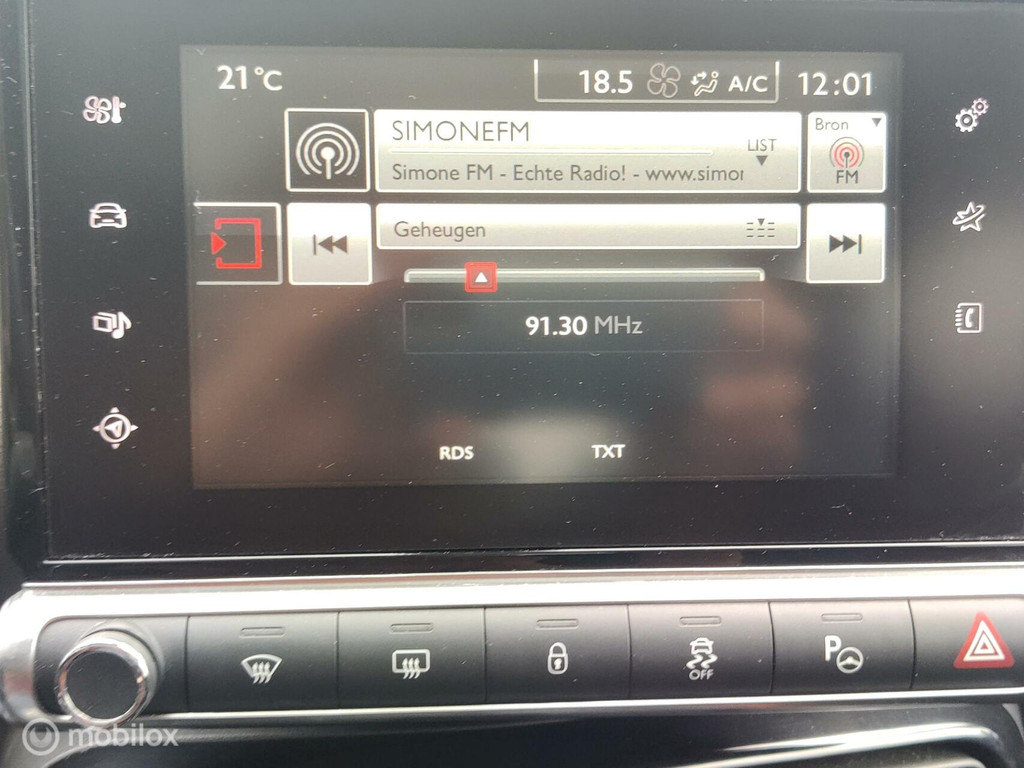 21 °C
18.5 A/C 12:01
SIMONEFM
LIST
Simone FM - Echte Radio! - www.simor
Bron
FM
Geheugen
91.30 MHz
RDS TXT
OFF
P
mobilox